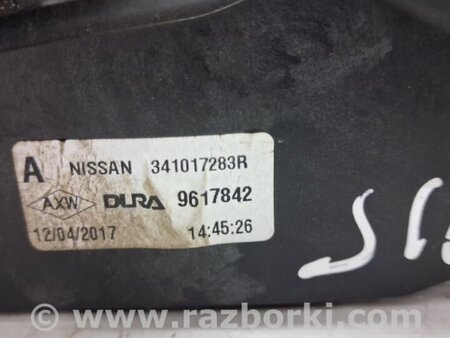 A NISSAN 341017283R
AXW DURA 9617842
12/04/2017 14:45:26
www.razborki.com